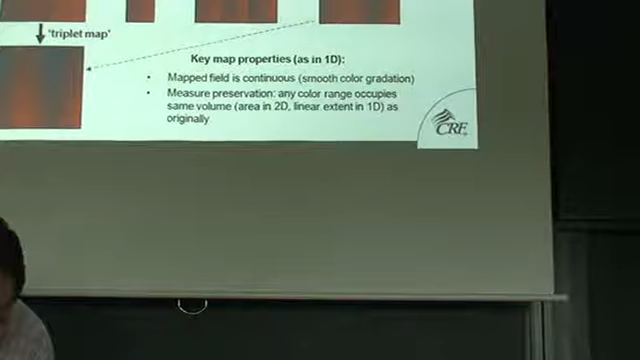 'triplet map'
Key map properties (as in 1D):
• Mapped field is continuous (smooth color gradation)
• Measure preservation: any color range occupies
same volume (area in 2D, linear extent in 1D) as
originally
CRF